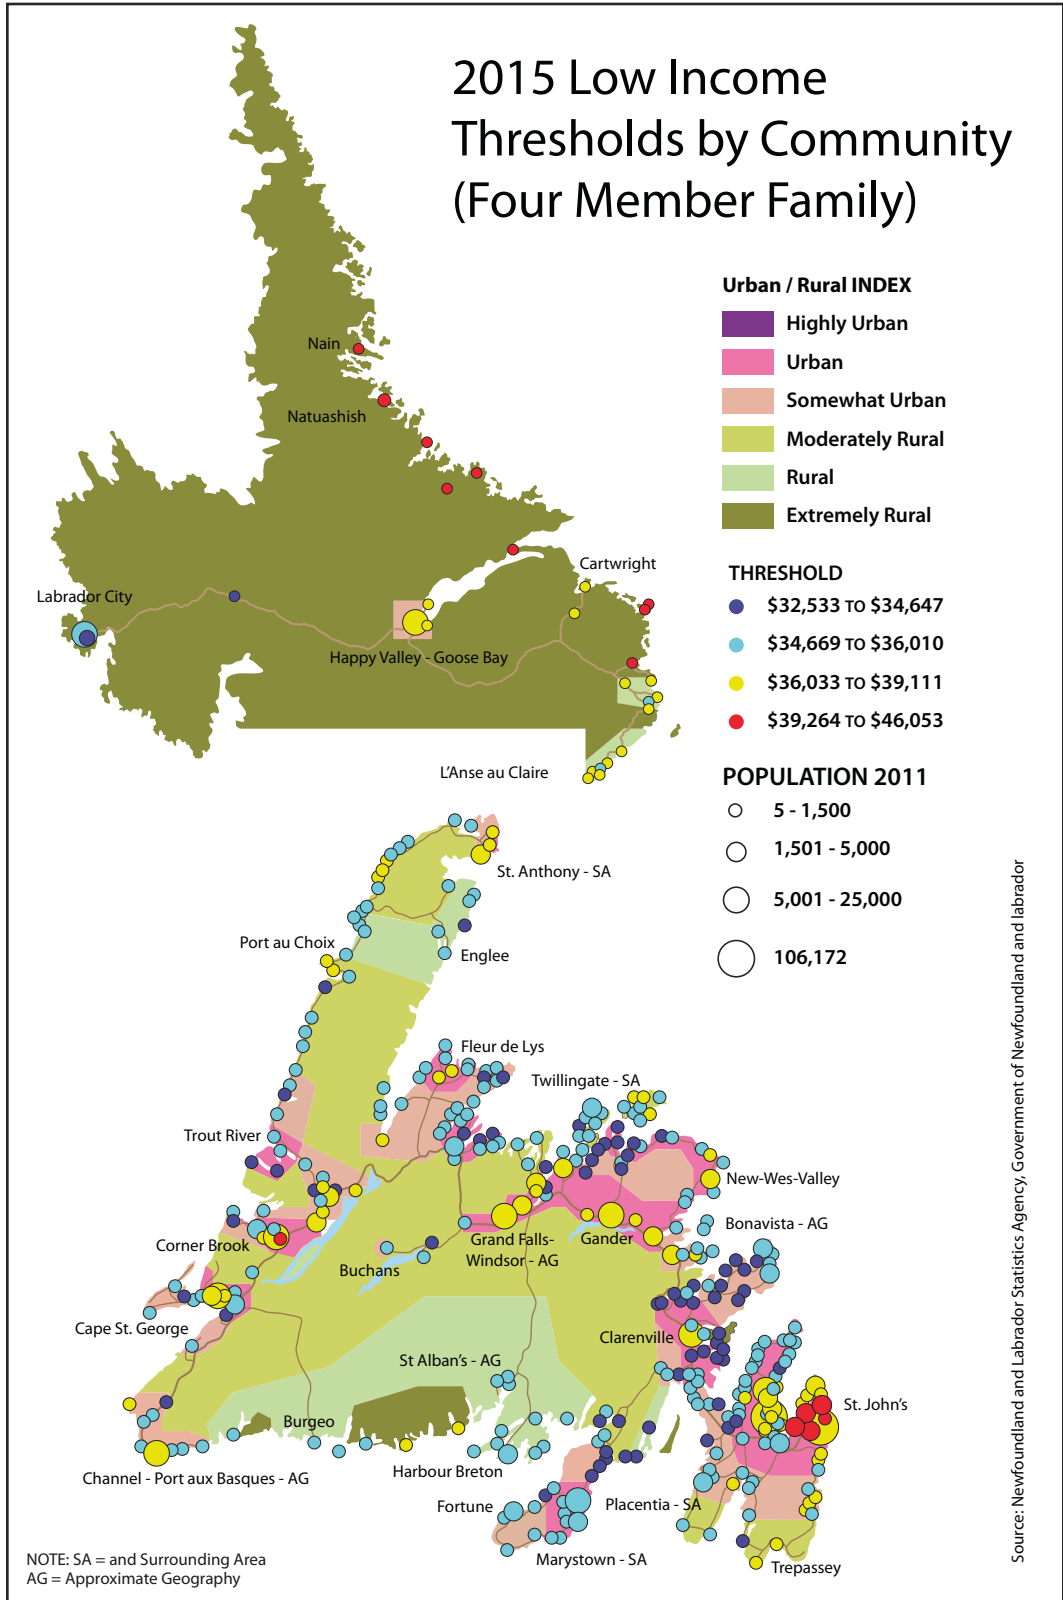 2015 Low Income
Thresholds by Community
(Four Member Family)
Urban / Rural INDEX
Highly Urban
Urban
Somewhat Urban
Moderately Rural
Rural
Extremely Rural
THRESHOLD
$32,533 TO $34,647
$34,669 TO $36,010
$36,033 TO $39,111
$39,264 TO $46,053
POPULATION 2011
5 - 1,500
1,501 - 5,000
5,001 - 25,000
106,172
Nain
Natuashish
Cartwright
Labrador City
Happy Valley - Goose Bay
L'Anse au Claire
St. Anthony - SA
Port au Choix
Englee
Fleur de Lys
Twillingate - SA
Trout River
New-Wes-Valley
Bonavista - AG
Corner Brook
Grand Falls-
Windsor - AG
Gander
Buchans
Cape St. George
Clarenville
St Alban's - AG
St. John's
Burgeo
Channel - Port aux Basques - AG
Harbour Breton
Fortune
Placentia - SA
Marystown - SA
Trepassey
NOTE: SA = and Surrounding Area
AG = Approximate Geography
Source: Newfoundland and Labrador Statistics Agency, Government of Newfoundland and labrador